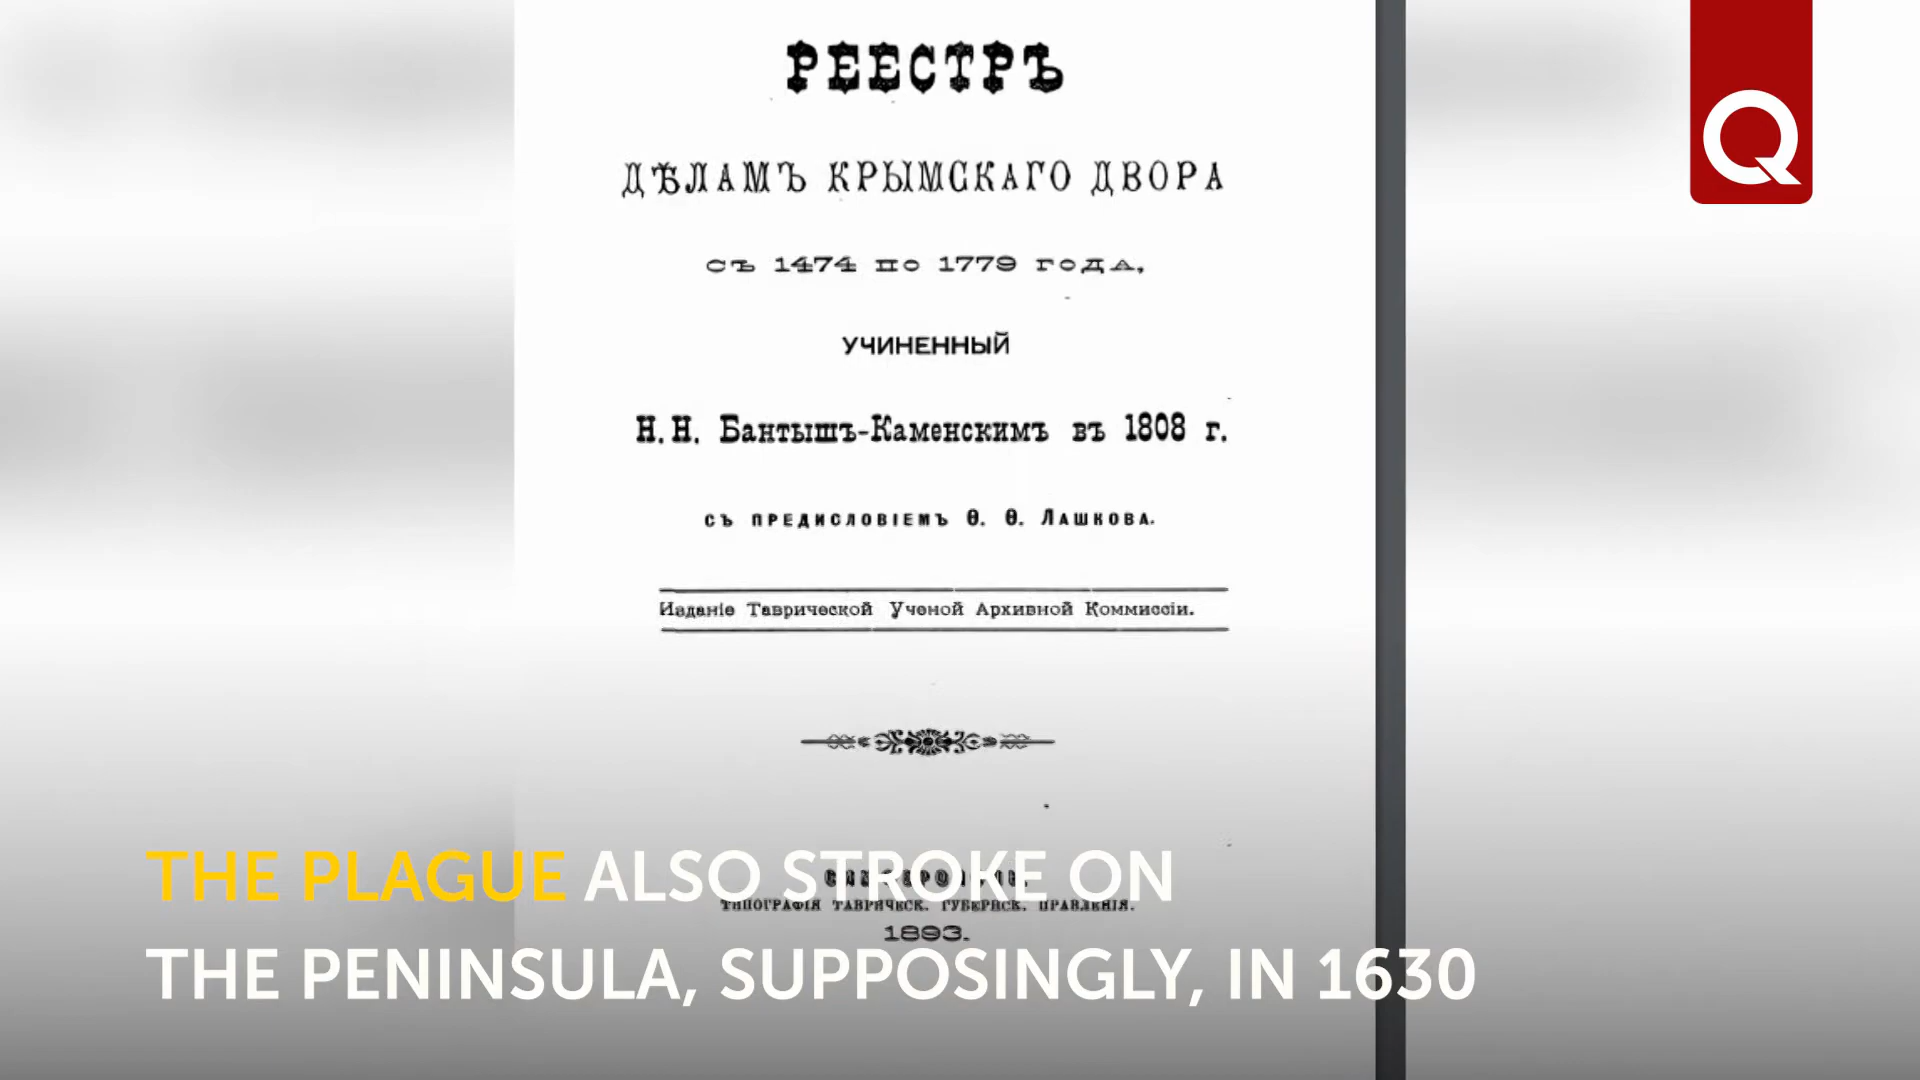 РЕЕСТРЪ
ДѢЛАМЪ КРЫМСКАГО ДВОРА
съ 1474 по 1779 года,
УЧИНЕННЫЙ
Н. Н. Бантышъ-Каменскимъ въ 1808 г.
СЪ ПРЕДИСЛОВІЕМЪ Ѳ. Ѳ. ЛАШКОВА.
Изданіе Таврической Ученой Архивной Коммиссіи.
ТИПОГРАФІЯ ТАВРИЧЕСК. ГУБЕРНСК. ПРАВЛЕНІЯ.
1893.
THE PLAGUE ALSO STROKE ON
THE PENINSULA, SUPPOSINGLY, IN 1630